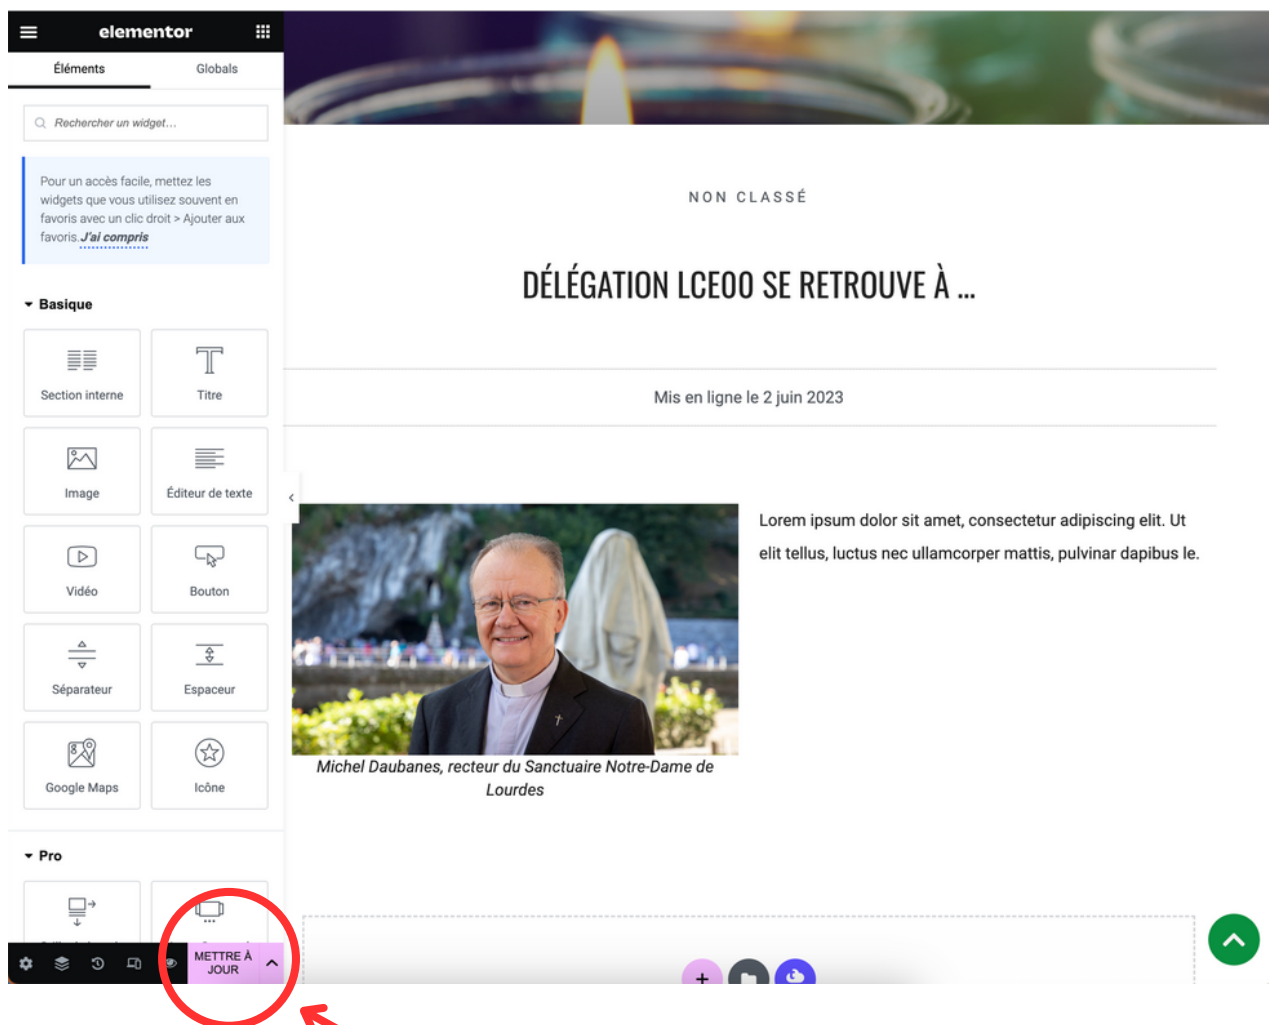 elementor
Éléments
Globals
Rechercher un widget...
Pour un accès facile, mettez les
widgets que vous utilisez souvent en
favoris avec un clic droit > Ajouter aux
favoris. J'ai compris
Basique
Section interne
Titre
Image
Éditeur de texte
Vidéo
Bouton
Séparateur
Espaceur
Google Maps
Icône
Pro
METTRE À
JOUR
NON CLASSÉ
DÉLÉGATION LCE00 SE RETROUVE À ...
Mis en ligne le 2 juin 2023
Lorem ipsum dolor sit amet, consectetur adipiscing elit. Ut
elit tellus, luctus nec ullamcorper mattis, pulvinar dapibus le.
Michel Daubanes, recteur du Sanctuaire Notre-Dame de
Lourdes